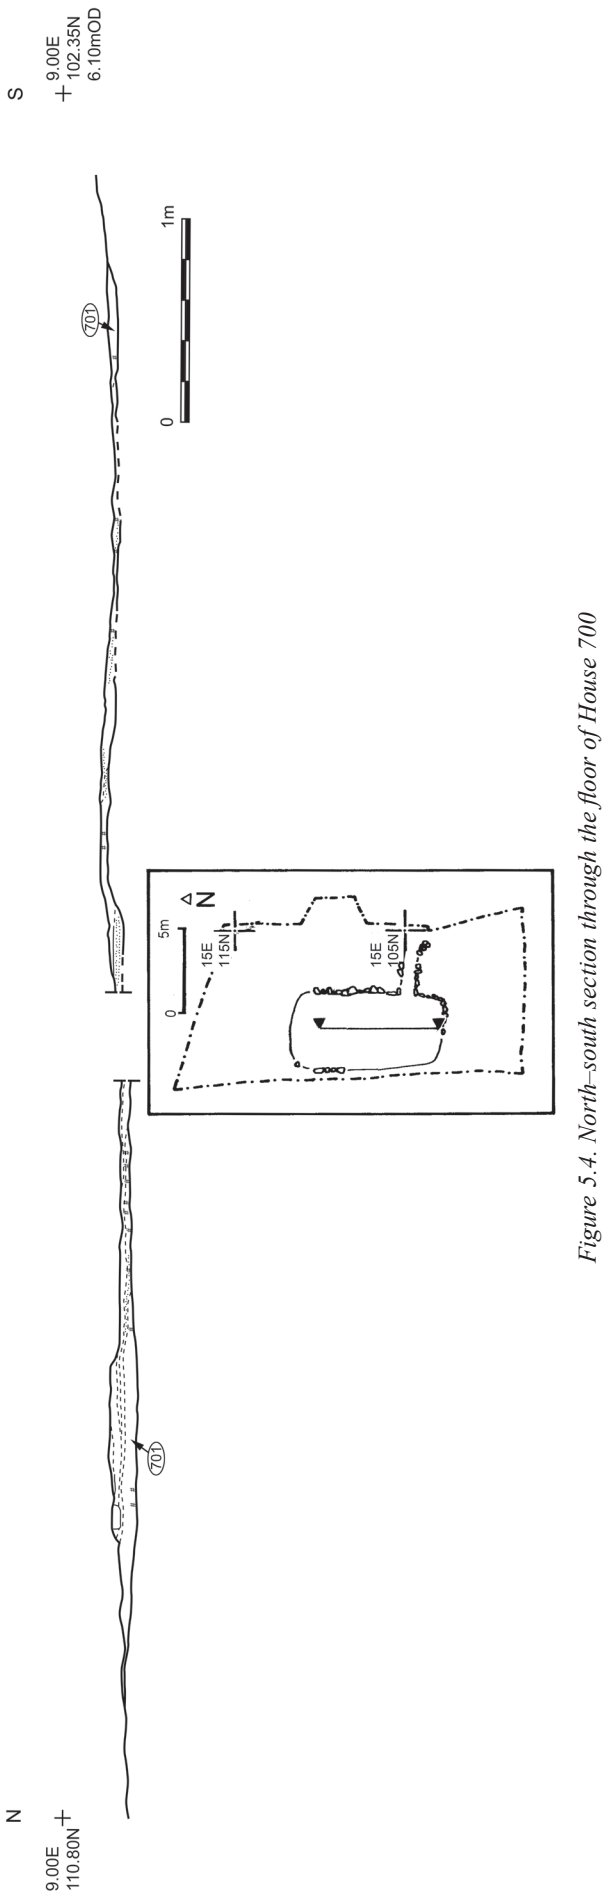 N
9.00E
110.80N
701
S
9.00E
102.35N
6.10mOD
701
0
1m
0
5m
N
15E
115N
15E
105N
Figure 5.4. North–south section through the floor of House 700